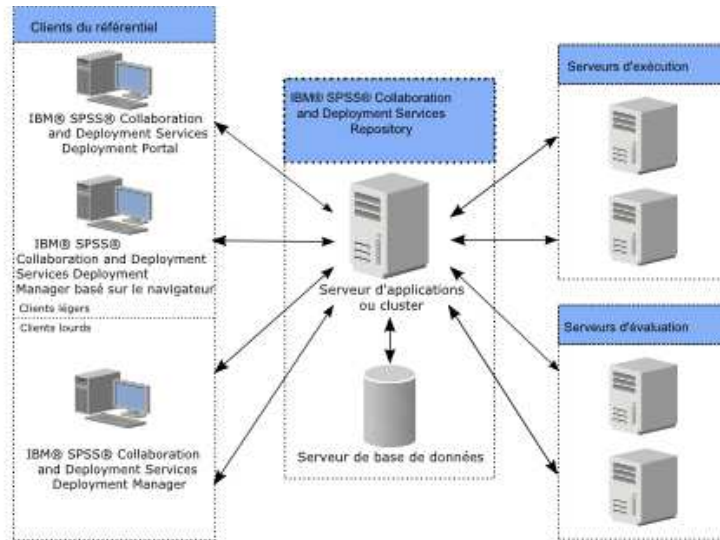 Clients du référentiel
IBM® SPSS® Collaboration
and Deployment Services
Deployment Portal
IBM® SPSS®
Collaboration and Deployment
Services Deployment
Manager basé sur le navigateur
Clients légers
Clients lourds
IBM® SPSS® Collaboration
and Deployment Services
Deployment Manager
IBM® SPSS® Collaboration
and Deployment Services
Repository
Serveur d'applications
ou cluster
Serveur de base de données
Serveurs d'exécution
Serveurs d'évaluation